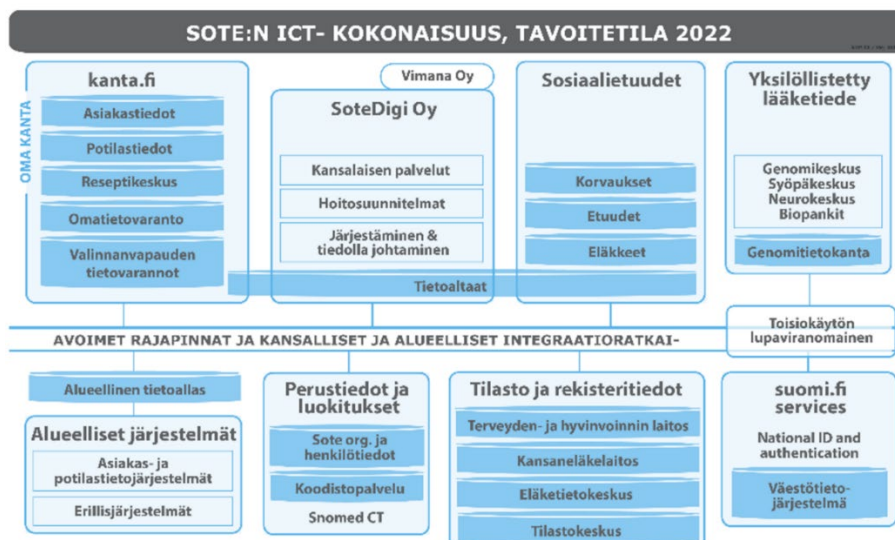 SOTE:N ICT- KOKONAISUUS, TAVOITETILA 2022
OMA KANTA
kanta.fi
Asiakastiedot
Potilastiedot
Reseptikeskus
Omatietovaranto
Valinnanvapauden
tietovarannot
Vimana Oy
SoteDigi Oy
Kansalaisen palvelut
Hoitosuunnitelmat
Järjestäminen &
tiedolla johtaminen
Sosiaalietuudet
Korvaukset
Etuudet
Eläkkeet
Tietoaltaat
Yksilöllistetty
lääketiede
Genomikeskus
Syöpäkeskus
Neurokeskus
Biopankit
Genomitietokanta
Toisiokäytön
lupaviranomainen
AVOIMET RAJAPINNAT JA KANSALLISET JA ALUEELLISET INTEGRAATIORATKAI-
Alueellinen tietoallas
Alueelliset järjestelmät
Asiakas- ja
potilastietojärjestelmät
Erillisjärjestelmät
Perustiedot ja
luokitukset
Sote org. ja
henkilötiedot
Koodistopalvelu
Snomed CT
Tilasto ja rekisteritiedot
Terveyden- ja hyvinvoinnin laitos
Kansaneläkelaitos
Eläketietokeskus
Tilastokeskus
suomi.fi
services
National ID and
authentication
Väestötieto-
järjestelmä